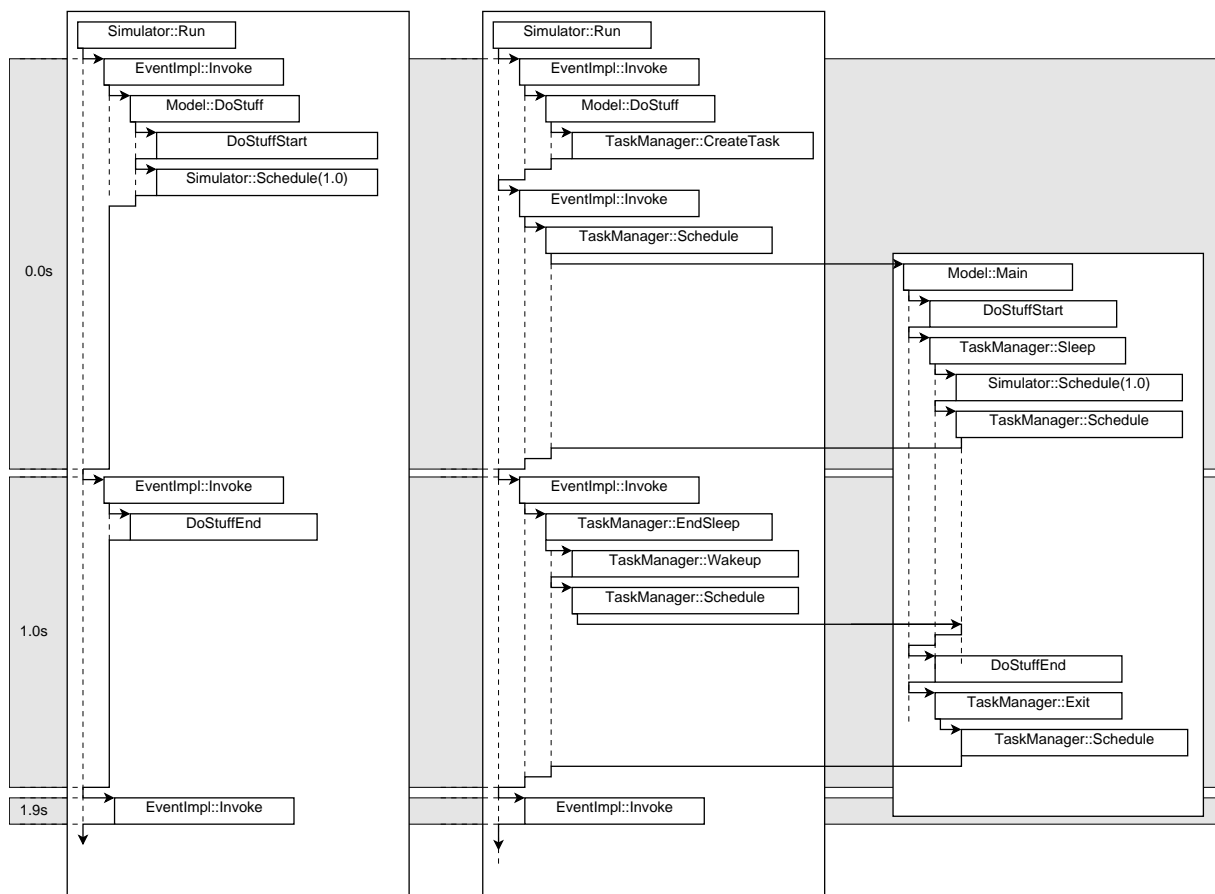 Simulator::Run
EventImpl::Invoke
Model::DoStuff
DoStuffStart
Simulator::Schedule(1.0)
EventImpl::Invoke
DoStuffEnd
EventImpl::Invoke
0.0s
1.0s
1.9s
Simulator::Run
EventImpl::Invoke
Model::DoStuff
TaskManager::CreateTask
EventImpl::Invoke
TaskManager::Schedule
EventImpl::Invoke
TaskManager::EndSleep
TaskManager::Wakeup
TaskManager::Schedule
EventImpl::Invoke
Model::Main
DoStuffStart
TaskManager::Sleep
Simulator::Schedule(1.0)
TaskManager::Schedule
DoStuffEnd
TaskManager::Exit
TaskManager::Schedule